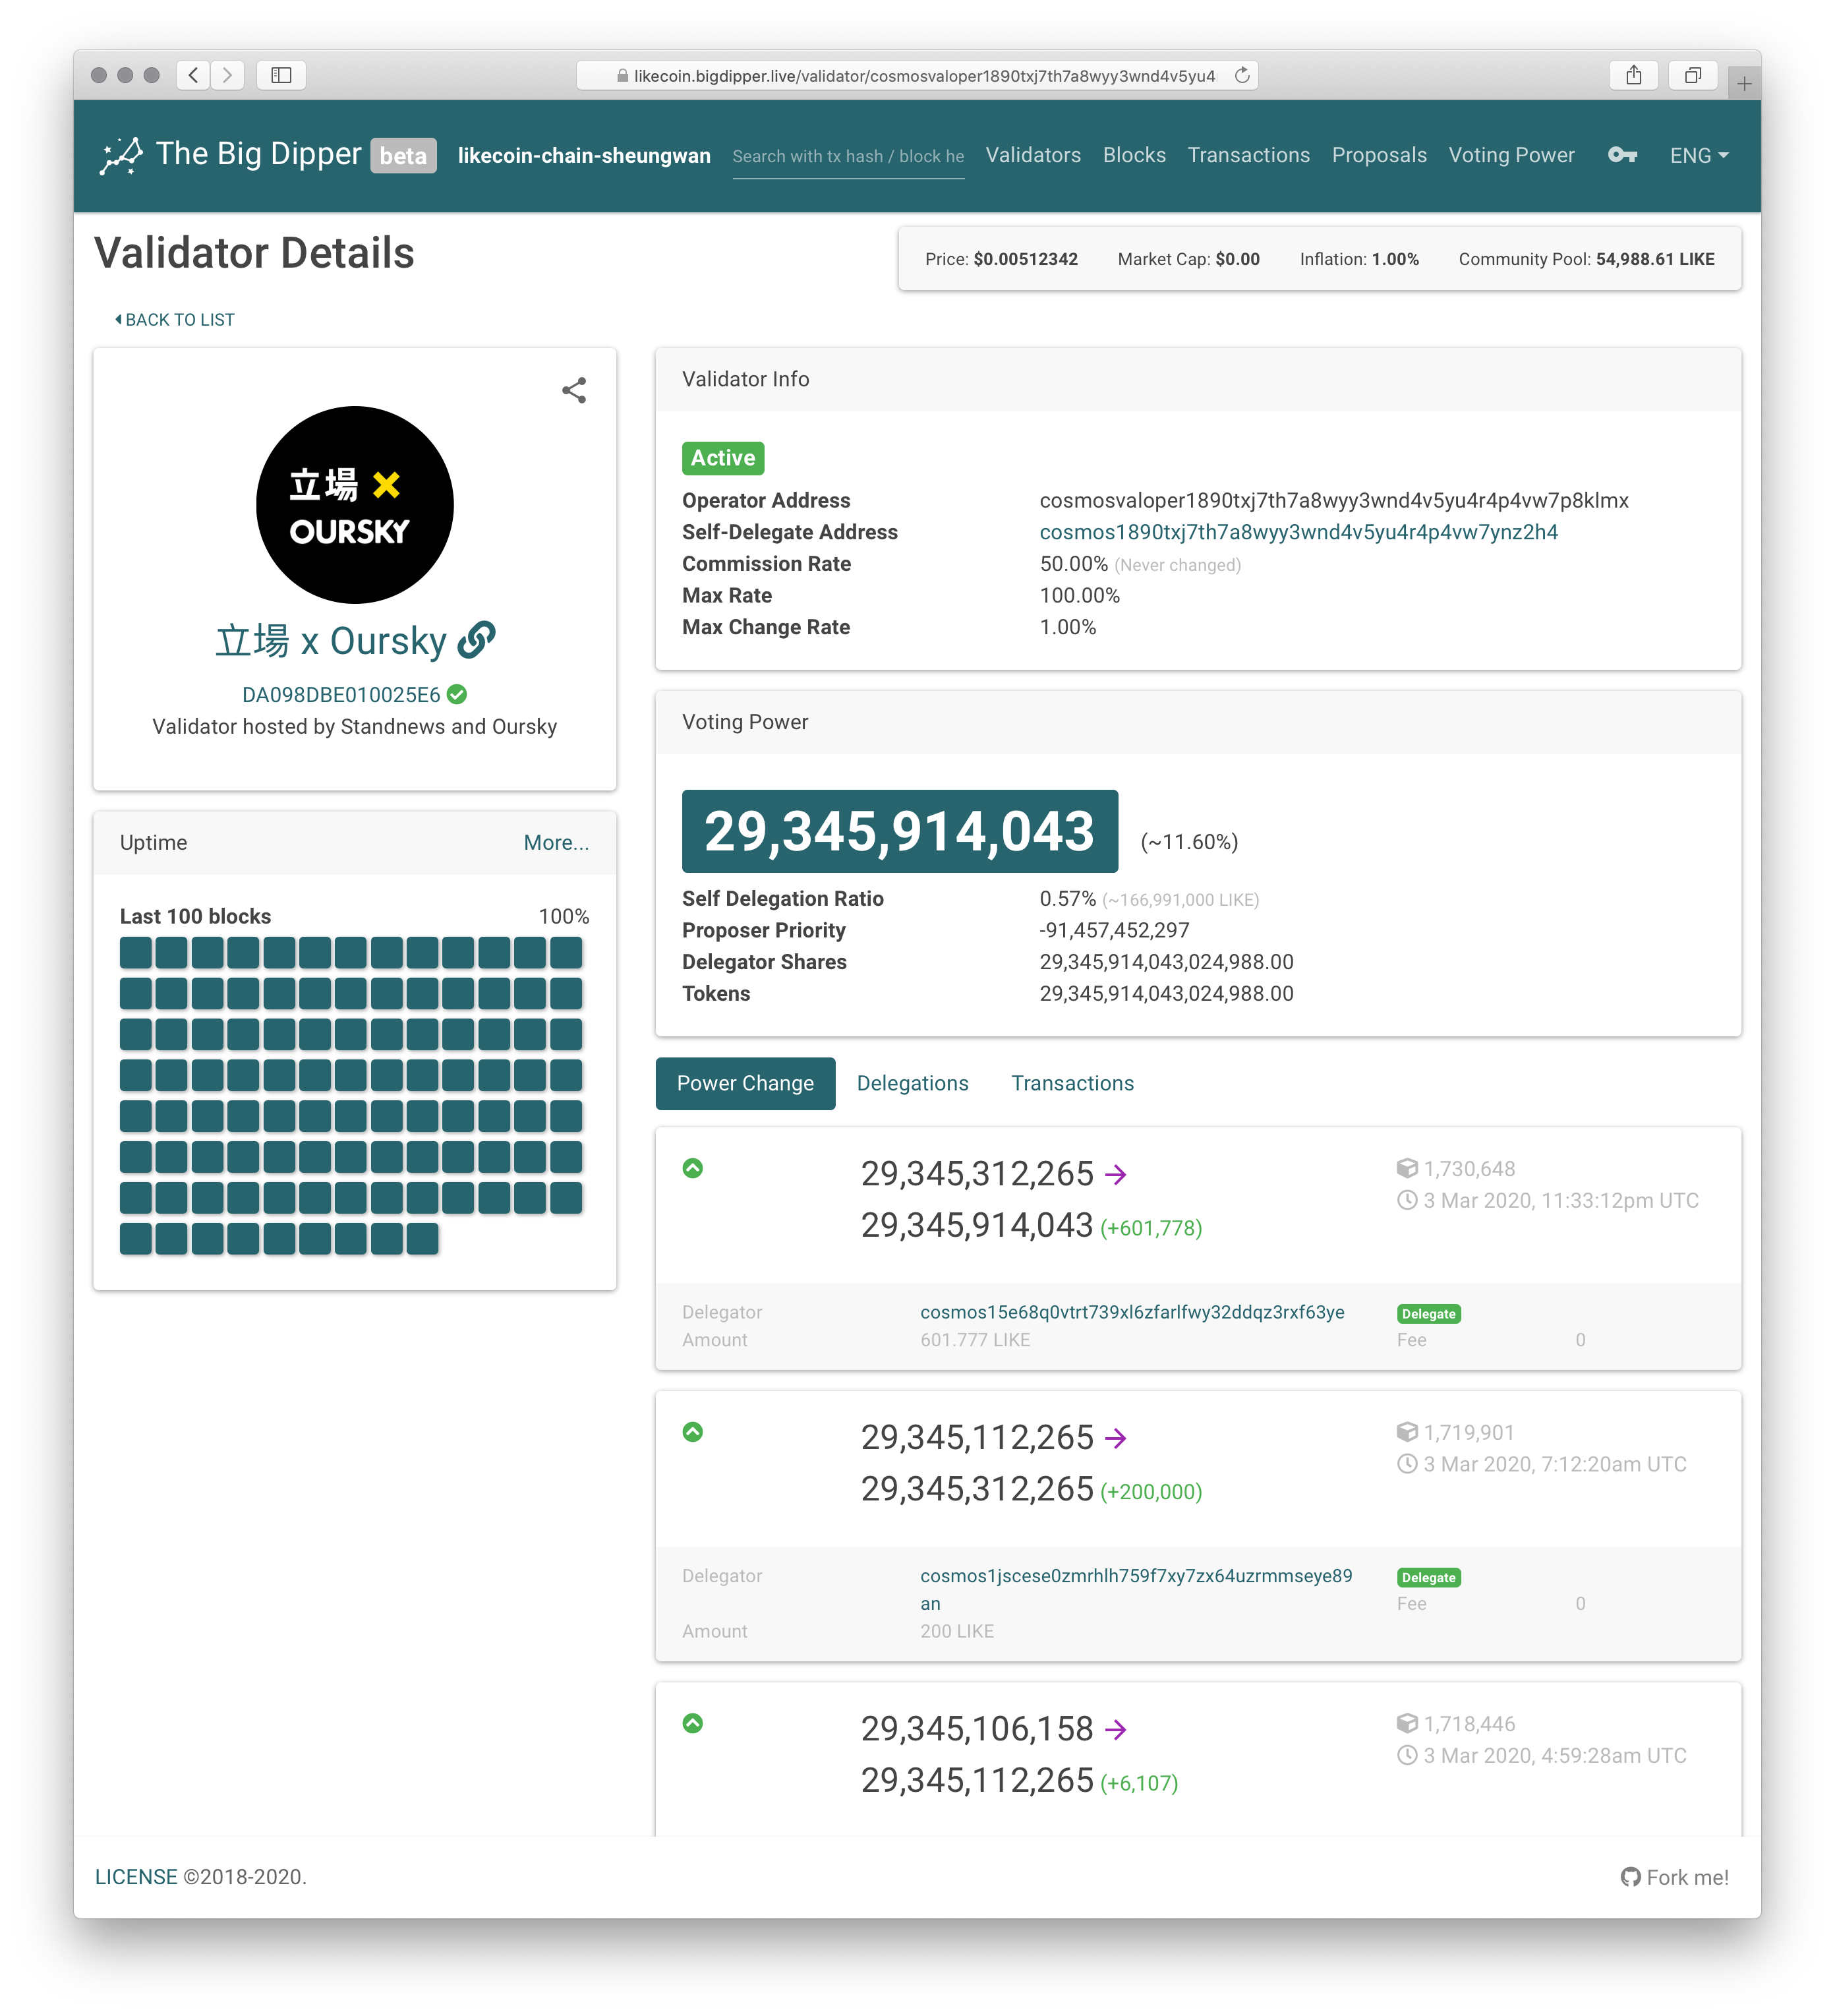 likecoin.bigdipper.live/validator/cosmosvaloper1890txj7th7a8wyy3wnd4v5yu4
The Big Dipper beta likecoin-chain-sheungwan Search with tx hash / block he Validators Blocks Transactions Proposals Voting Power ENG
Validator Details
Price: $0.00512342 Market Cap: $0.00 Inflation: 1.00% Community Pool: 54,988.61 LIKE
BACK TO LIST
立場 ×
OURSKY
立場 x Oursky
DA098DBE010025E6
Validator hosted by Standnews and Oursky
Uptime More...
Last 100 blocks 100%
Validator Info
Active
Operator Address cosmosvaloper1890txj7th7a8wyy3wnd4v5yu4r4p4vw7p8klmx
Self-Delegate Address cosmos1890txj7th7a8wyy3wnd4v5yu4r4p4vw7ynz2h4
Commission Rate 50.00% (Never changed)
Max Rate 100.00%
Max Change Rate 1.00%
Voting Power
29,345,914,043 (~11.60%)
Self Delegation Ratio 0.57% (~166,991,000 LIKE)
Proposer Priority -91,457,452,297
Delegator Shares 29,345,914,043,024,988.00
Tokens 29,345,914,043,024,988.00
Power Change Delegations Transactions
29,345,312,265 → 1,730,648
3 Mar 2020, 11:33:12pm UTC
29,345,914,043 (+601,778)
Delegator cosmos15e68q0vtrt739xl6zfarlfwy32ddqz3rxf63ye Delegate
Amount 601.777 LIKE Fee 0
29,345,112,265 → 1,719,901
3 Mar 2020, 7:12:20am UTC
29,345,312,265 (+200,000)
Delegator cosmos1jscese0zmrhlh759f7xy7zx64uzrmmseye89 Delegate
an Fee 0
Amount 200 LIKE
29,345,106,158 → 1,718,446
3 Mar 2020, 4:59:28am UTC
29,345,112,265 (+6,107)
LICENSE ©2018-2020. Fork me!